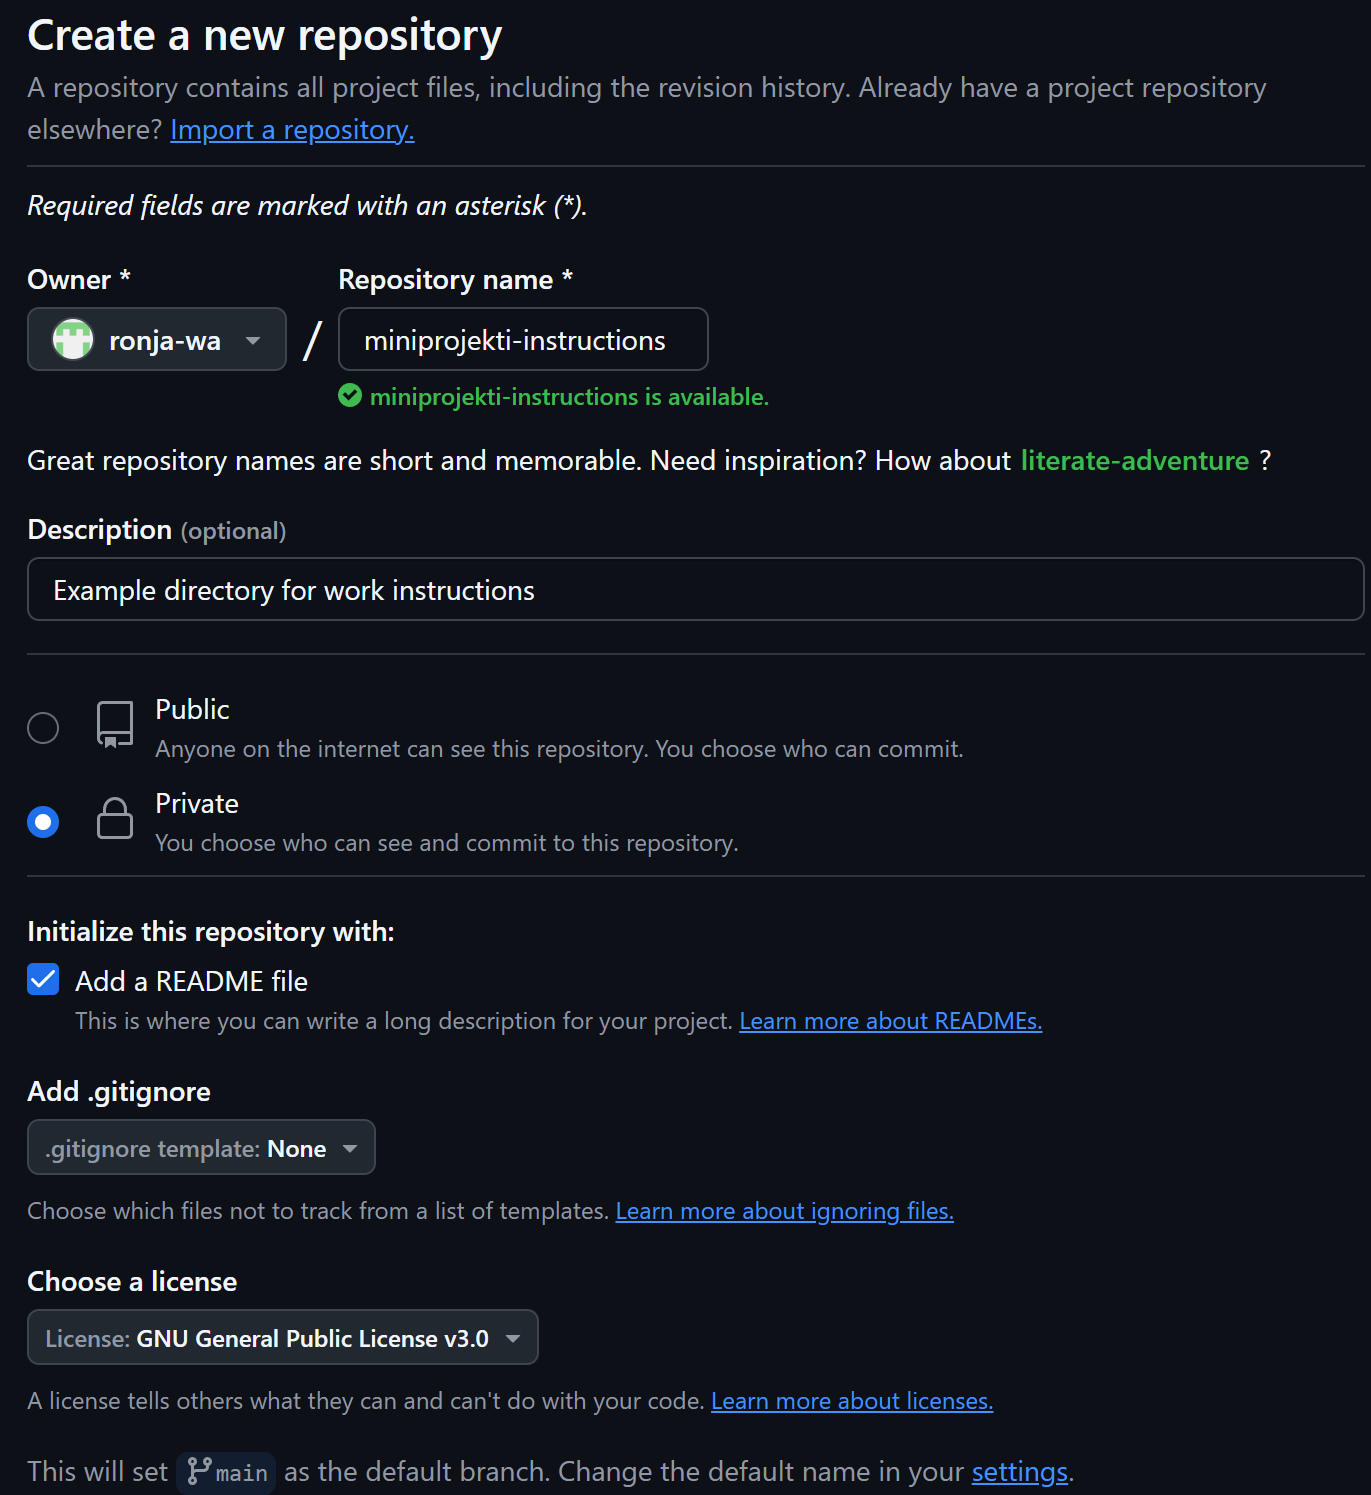 Create a new repository
A repository contains all project files, including the revision history. Already have a project repository
elsewhere? Import a repository.
Required fields are marked with an asterisk (*).
Owner *
Repository name *
ronja-wa
/
miniprojekti-instructions
miniprojekti-instructions is available.
Great repository names are short and memorable. Need inspiration? How about literate-adventure ?
Description (optional)
Example directory for work instructions
Public
Anyone on the internet can see this repository. You choose who can commit.
Private
You choose who can see and commit to this repository.
Initialize this repository with:
Add a README file
This is where you can write a long description for your project. Learn more about READMEs.
Add .gitignore
.gitignore template: None
Choose which files not to track from a list of templates. Learn more about ignoring files.
Choose a license
License: GNU General Public License v3.0
A license tells others what they can and can't do with your code. Learn more about licenses.
This will set main as the default branch. Change the default name in your settings.